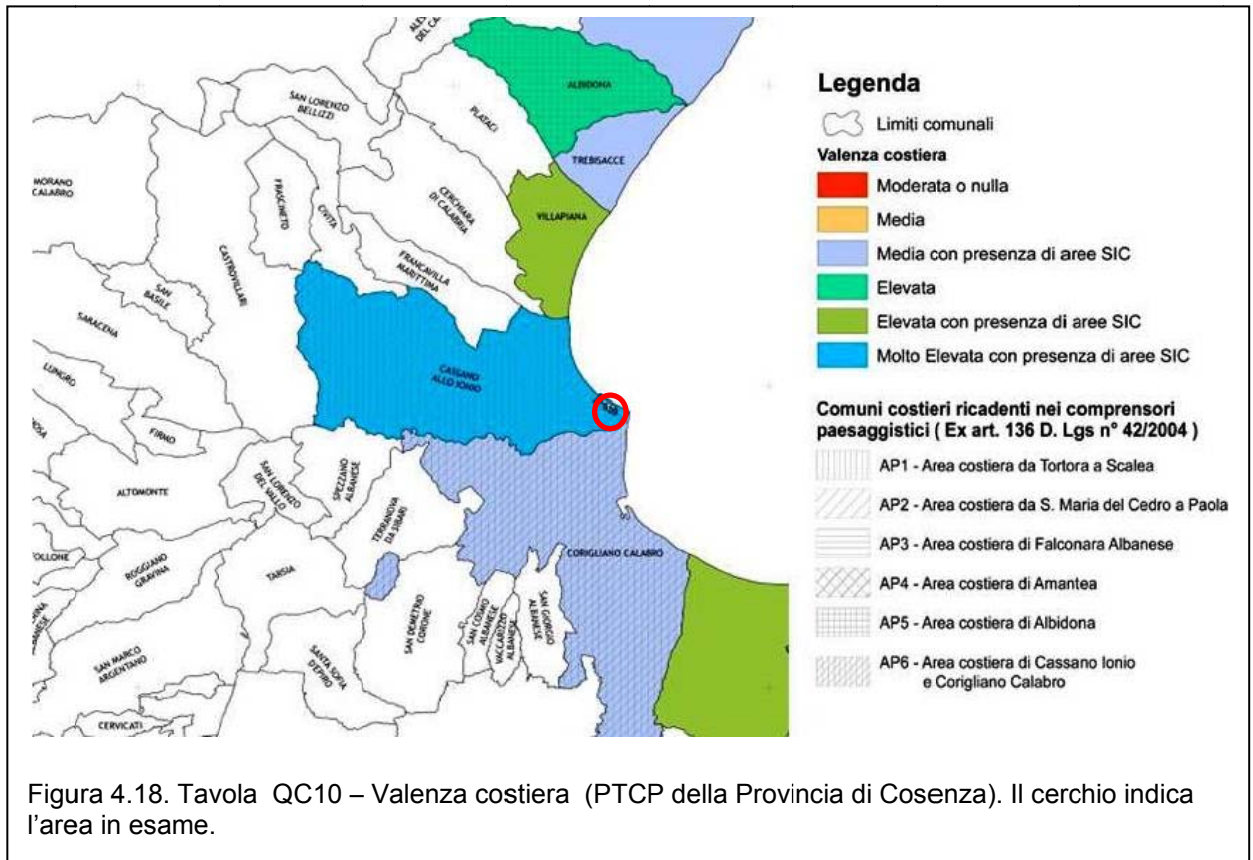 ALBIDONA
SAN LORENZO
BELLIZZI
PLATACI
TREBISACCE
MORANO
CALABRO
FRASCINETO
CIVITA
CERCHIARA
DI CALABRIA
VILLAPIANA
CASTROVILLARI
FRANCAVILLA
MARITTIMA
SAN
BASILE
SARACENA
CASSANO
ALLO IONIO
LUNGRO
FIRMO
ALTOMONTE
SAN LORENZO
DEL VALLO
SPEZZANO
ALBANESE
TERRANOVA
DA SIBARI
CORIGLIANO CALABRO
ROGGIANO
GRAVINA
TARSIA
SAN DEMETRIO
CORONE
SAN COSMO
ALBANESE
VACCARIZZO
ALBANESE
SAN GIORGIO
ALBANESE
SAN MARCO
ARGENTANO
SANTA SOFIA
D'EPIRO
CERVICATI
Legenda
Limiti comunali
Valenza costiera
Moderata o nulla
Media
Media con presenza di aree SIC
Elevata
Elevata con presenza di aree SIC
Molto Elevata con presenza di aree SIC
Comuni costieri ricadenti nei comprensori
paesaggistici ( Ex art. 136 D. Lgs n° 42/2004 )
AP1 - Area costiera da Tortora a Scalea
AP2 - Area costiera da S. Maria del Cedro a Paola
AP3 - Area costiera di Falconara Albanese
AP4 - Area costiera di Amantea
AP5 - Area costiera di Albidona
AP6 - Area costiera di Cassano Ionio
e Corigliano Calabro
Figura 4.18. Tavola QC10 – Valenza costiera (PTCP della Provincia di Cosenza). Il cerchio indica
l'area in esame.